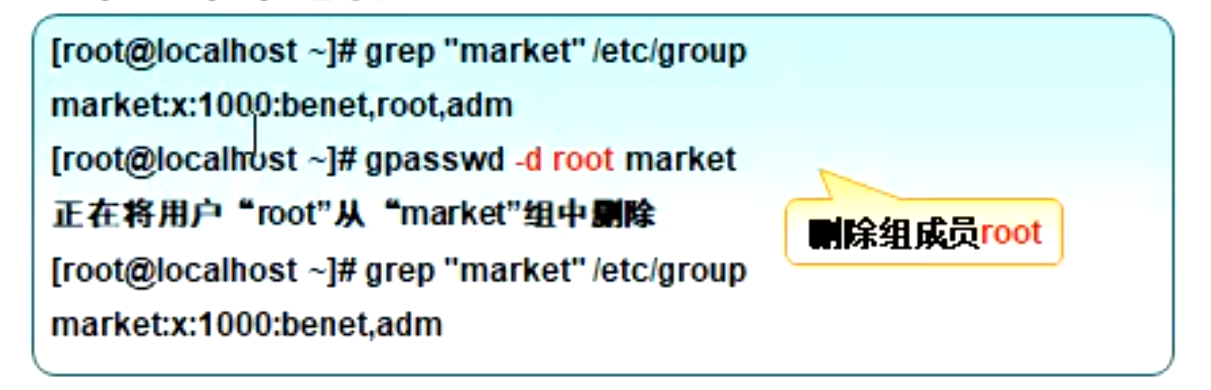 [root@localhost ~]# grep "market" /etc/group
market:x:1000:benet,root,adm
[root@localhost ~]# gpasswd -d root market
正在将用户“root”从“market”组中删除
删除组成员root
[root@localhost ~]# grep "market" /etc/group
market:x:1000:benet,adm